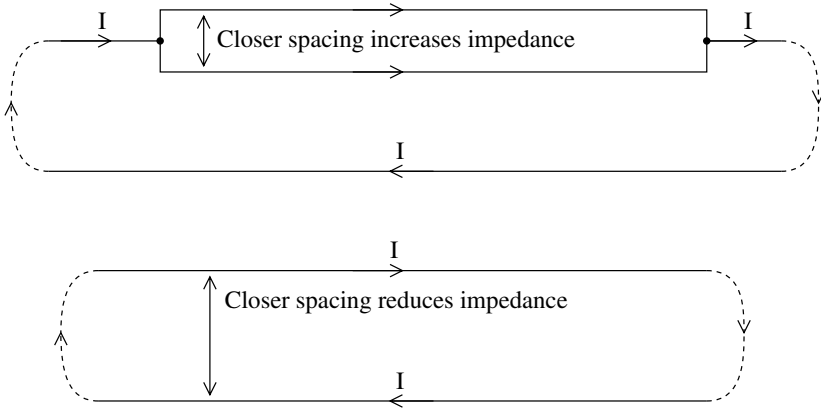 I I
Closer spacing increases impedance
I
I
Closer spacing reduces impedance
I